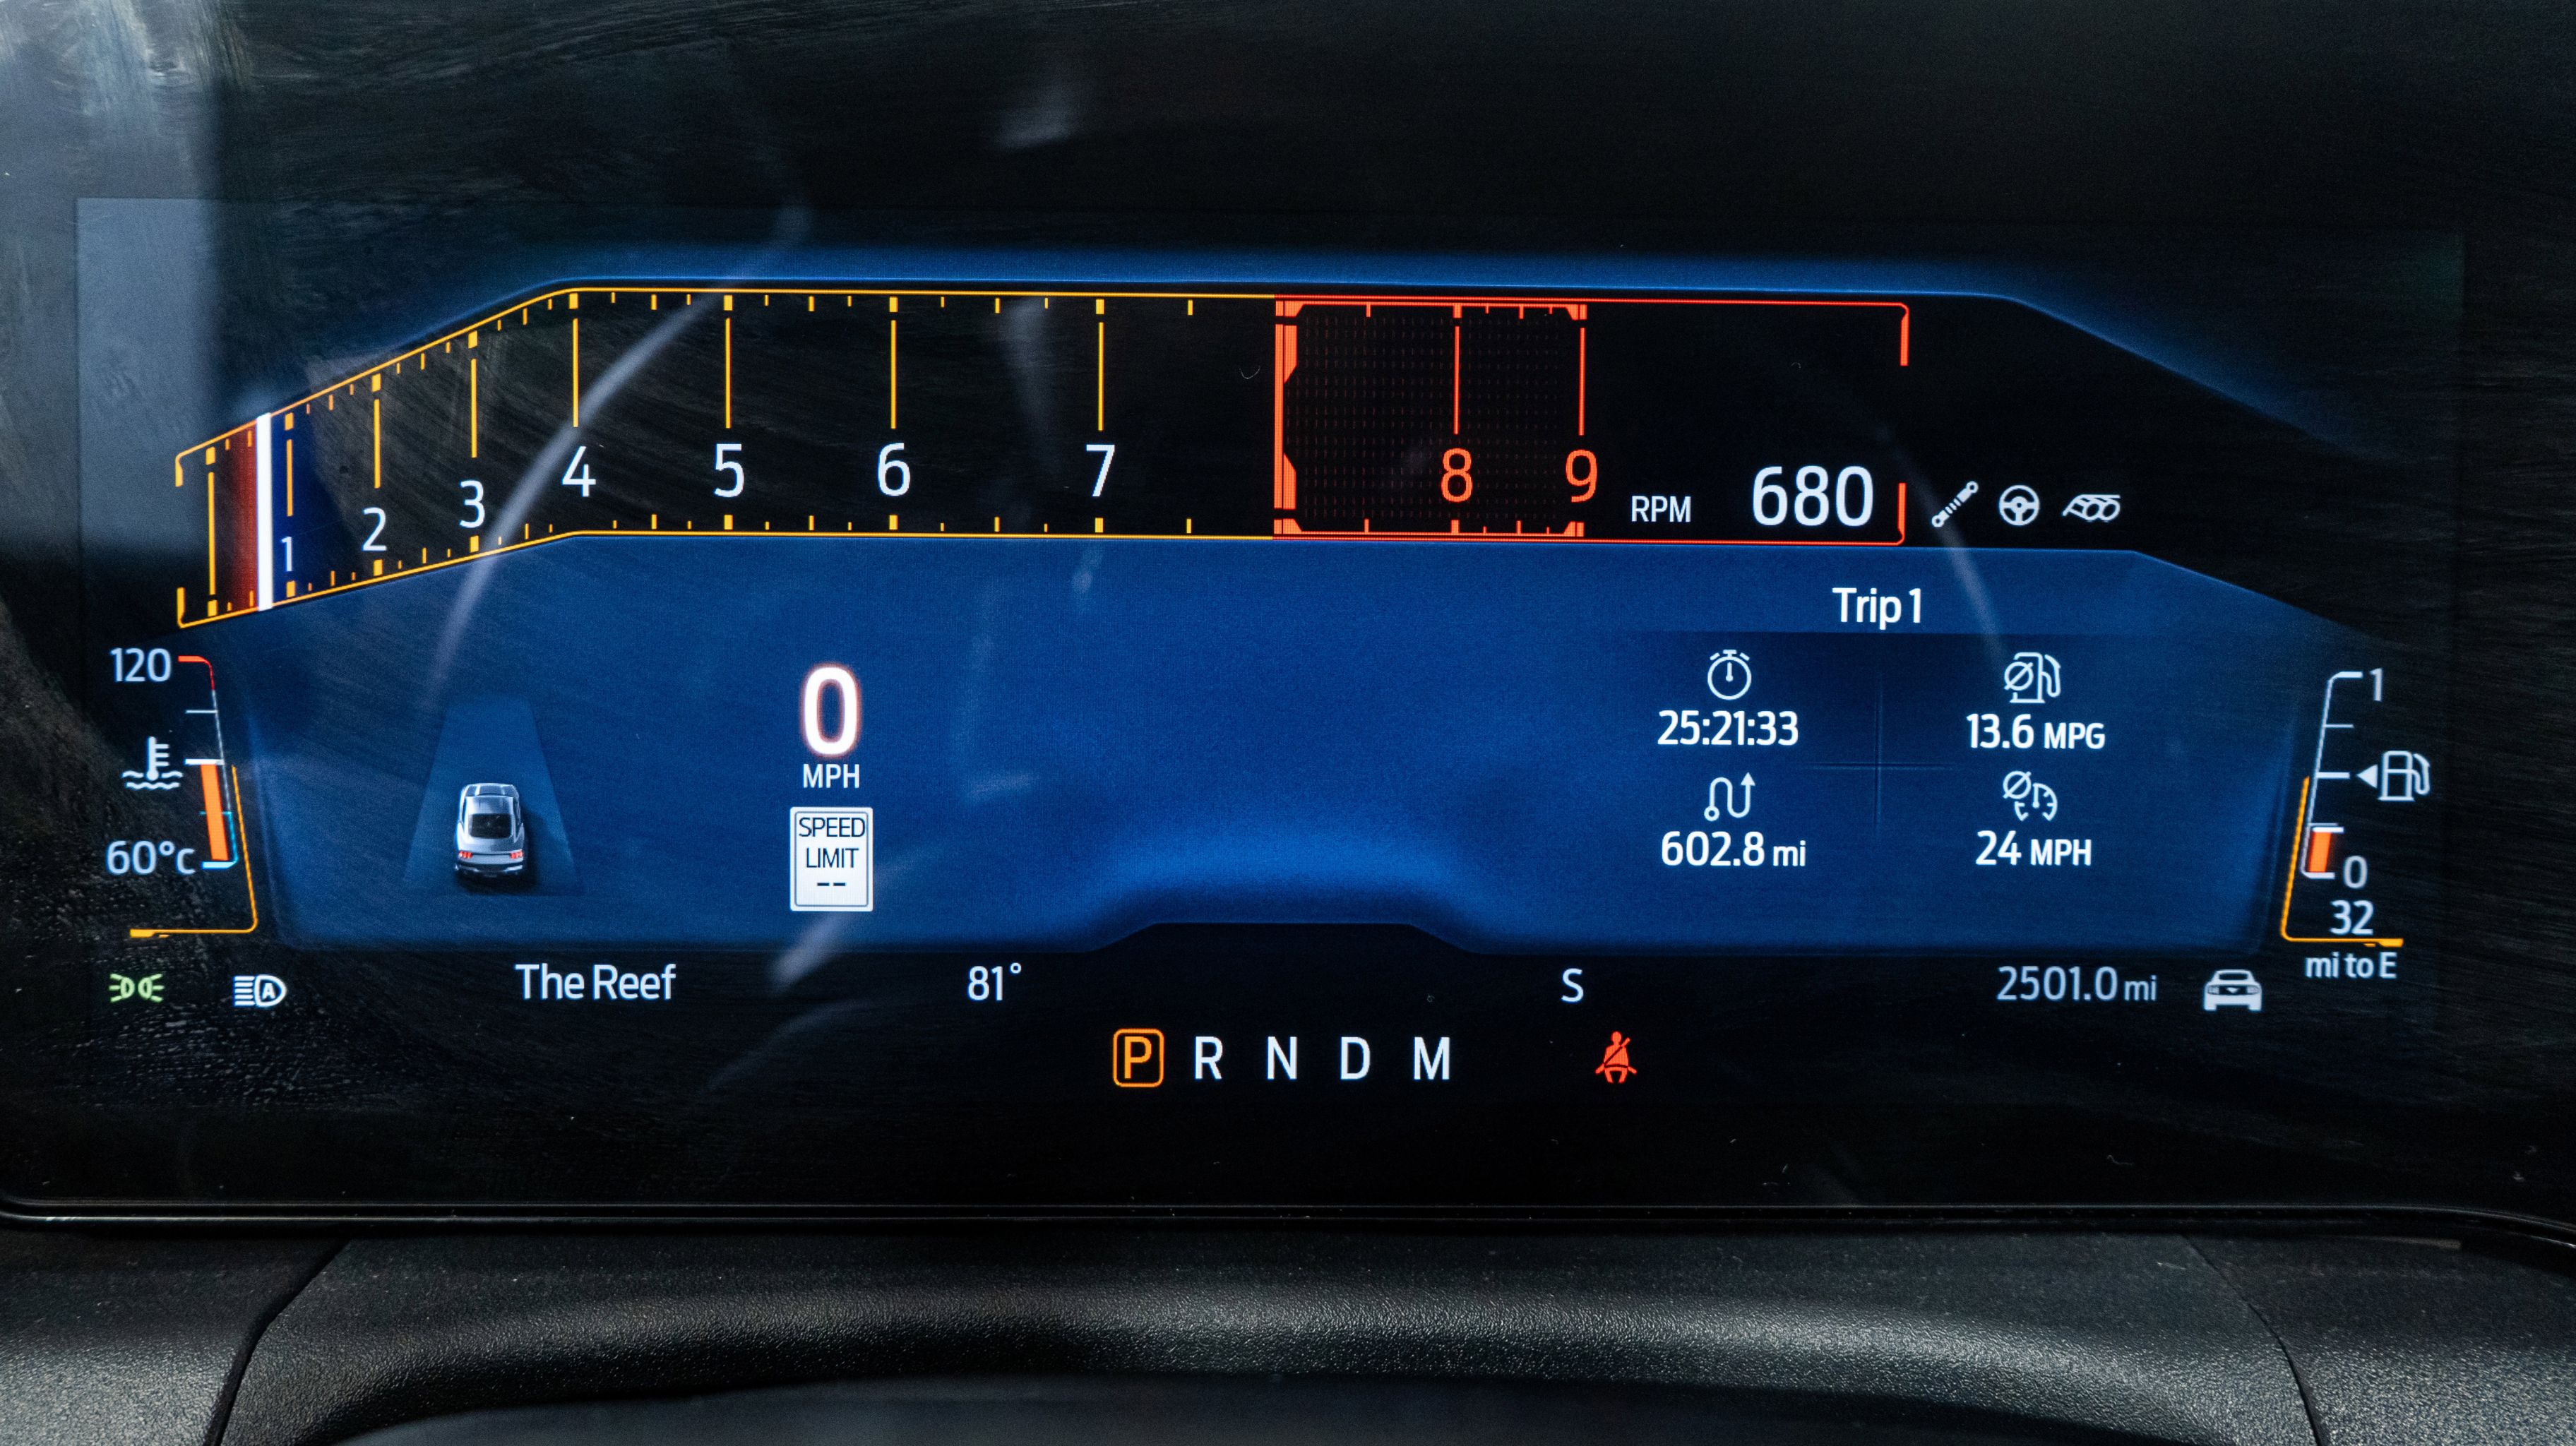 1 2 3 4 5 6 7 8 9
RPM 680
Trip 1
120
60°c
0
MPH
SPEED
LIMIT
--
25:21:33
13.6 MPG
602.8 mi
24 MPH
1
0
32
mi to E
A
The Reef
81°
S
2501.0 mi
P R N D M